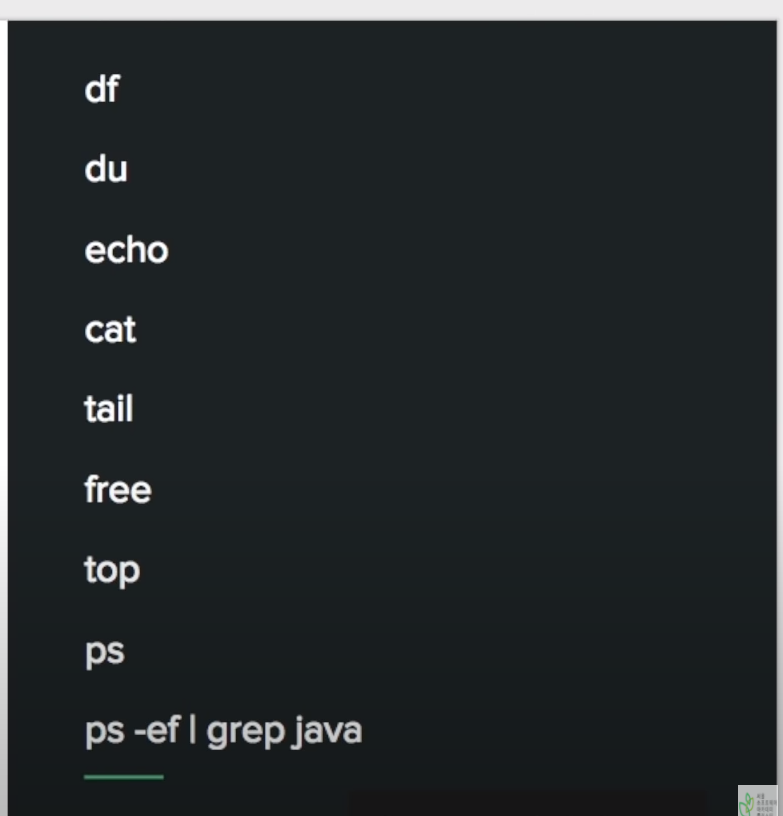 df
du
echo
cat
tail
free
top
ps
ps -ef | grep java